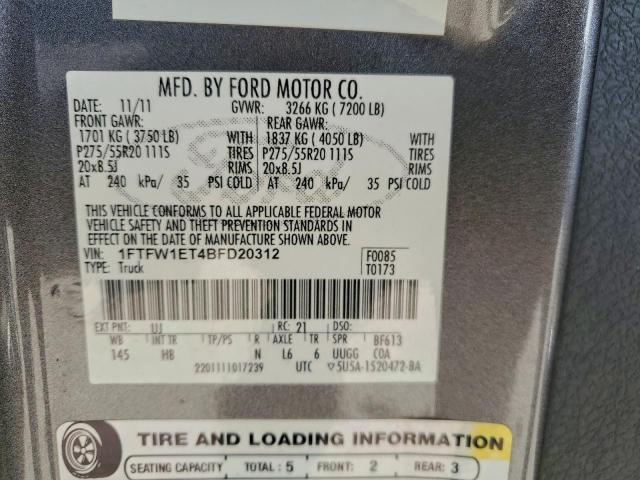 MFD. BY FORD MOTOR CO.
DATE: 11/11 GVWR: 3266 KG ( 7200 LB)
FRONT GAWR: REAR GAWR:
1701 KG ( 3750 LB) WITH 1837 KG ( 4050 LB) WITH
P275/55R20 111S TIRES P275/55R20 111S TIRES
20x8.5J RIMS 20x8.5J RIMS
AT 240 kPa/ 35 PSI COLD AT 240 kPa/ 35 PSI COLD
THIS VEHICLE CONFORMS TO ALL APPLICABLE FEDERAL MOTOR
VEHICLE SAFETY AND THEFT PREVENTION STANDARDS IN
EFFECT ON THE DATE OF MANUFACTURE SHOWN ABOVE.
VIN: 1FTFW1ET4BFD20312 F0085
TYPE: Truck T0173
EXT PNT: UJ RC: 21 DSO:
WB INT TR TP/PS R AXLE TR SPR BF613
145 HB N L6 6 UUGG COA
2201111017239 UTC ▽5U5A-1520472-BA
TIRE AND LOADING INFORMATION
SEATING CAPACITY TOTAL : 5 FRONT: 2 REAR: 3